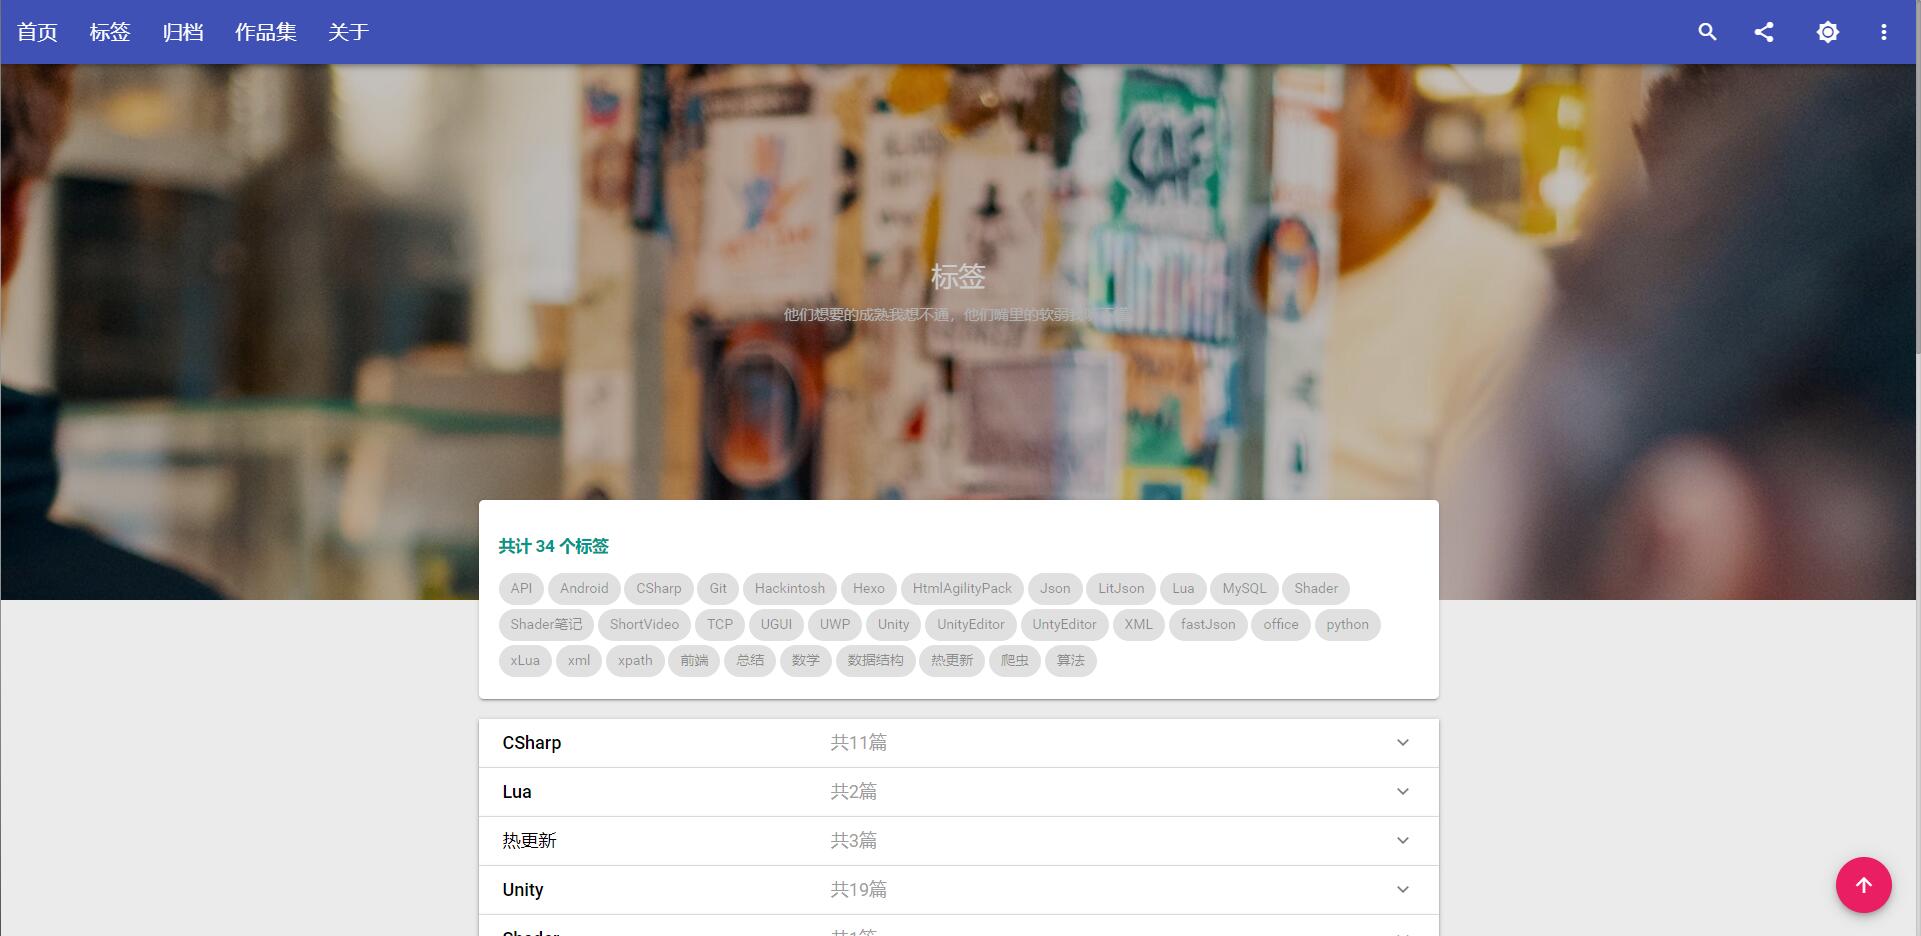 首页 标签 归档 作品集 关于
标签
他们想要的成熟我想不通，他们嘴里的软弱我
共计 34 个标签
API Android CSharp Git Hackintosh Hexo HtmlAgilityPack Json LitJson Lua MySQL Shader
Shader笔记 ShortVideo TCP UGUI UWP Unity UnityEditor UntyEditor XML fastJson office python
xLua xml xpath 前端 总结 数学 数据结构 热更新 爬虫 算法
CSharp 共11篇
Lua 共2篇
热更新 共3篇
Unity 共19篇
Shader 共1篇